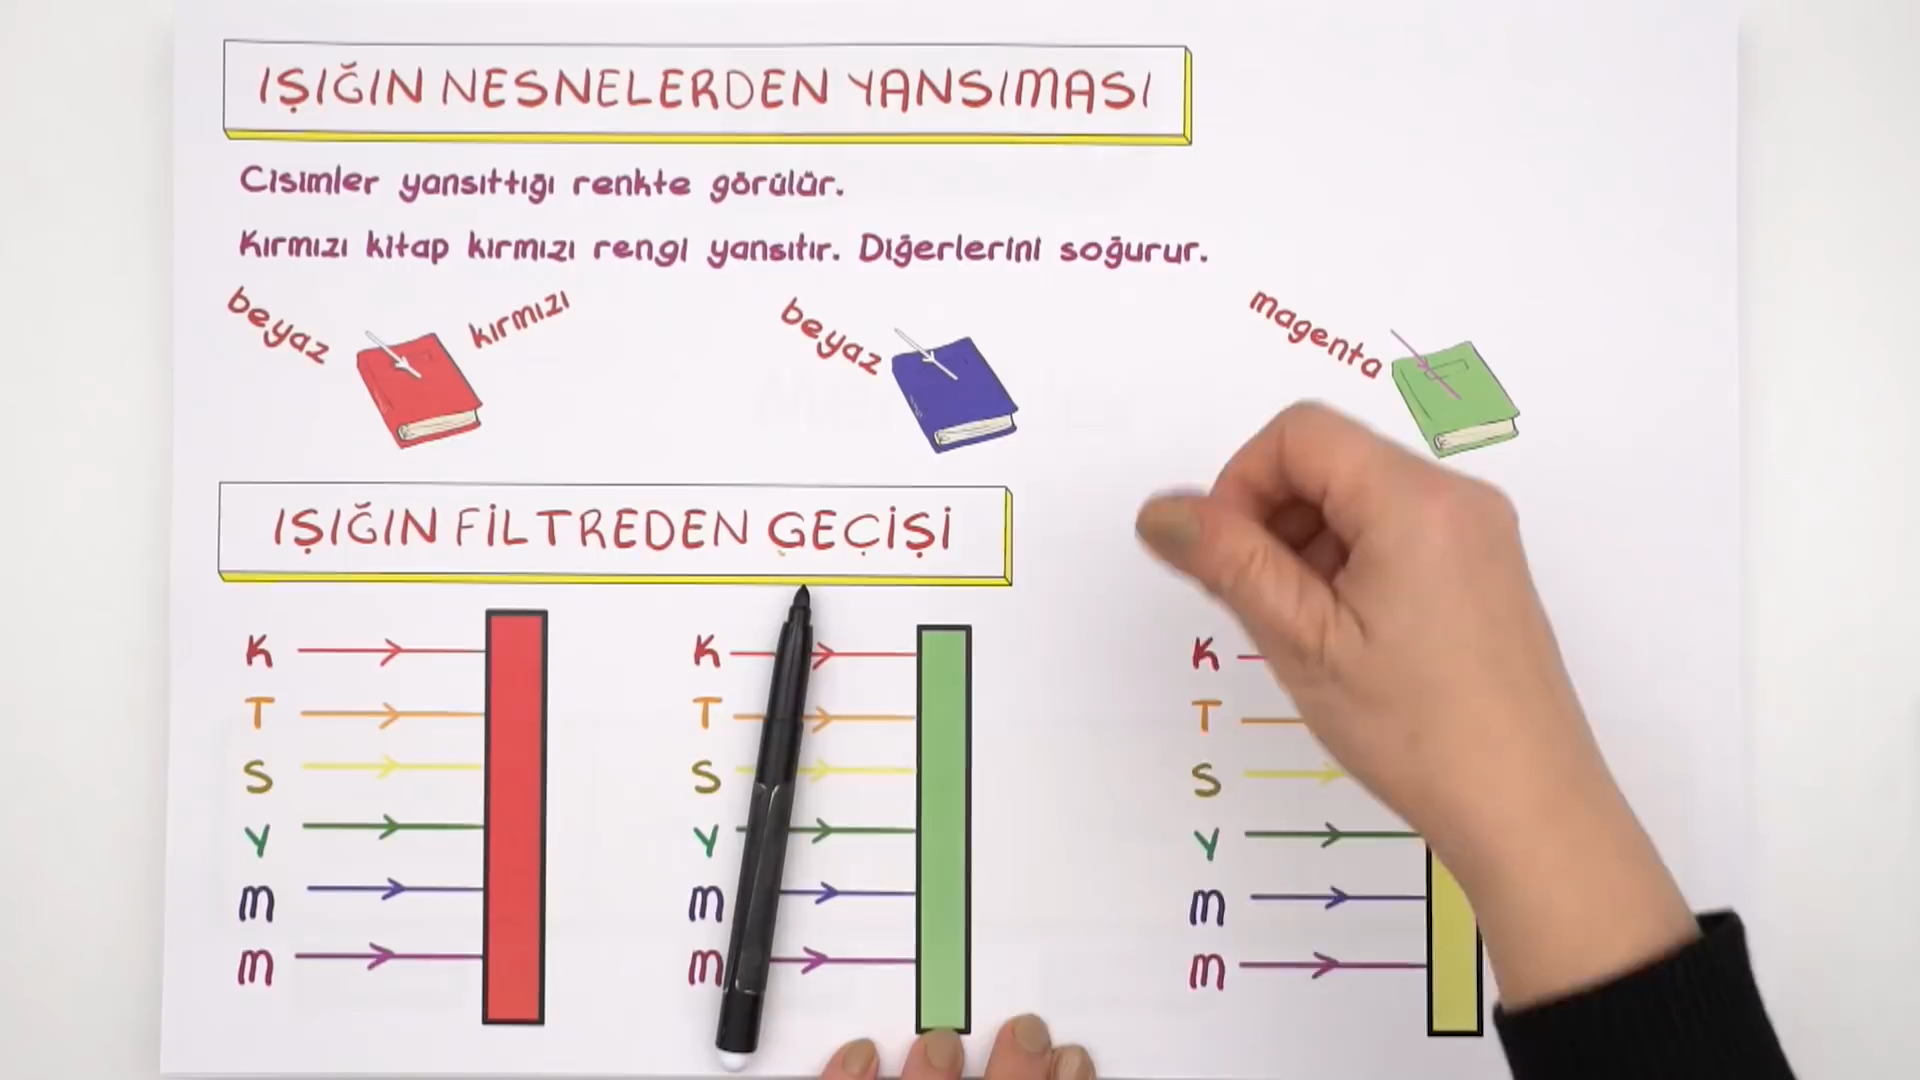 IŞIĞIN NESNELERDEN YANSIMASI
Cisimler yansıttığı renkte görülür.
Kırmızı kitap kırmızı rengi yansıtır. Diğerlerini soğurur.
beyaz kırmızı beyaz magenta
IŞIĞIN FİLTREDEN GEÇİŞİ
K K K
T T T
S S S
Y Y Y
m m m
m m m